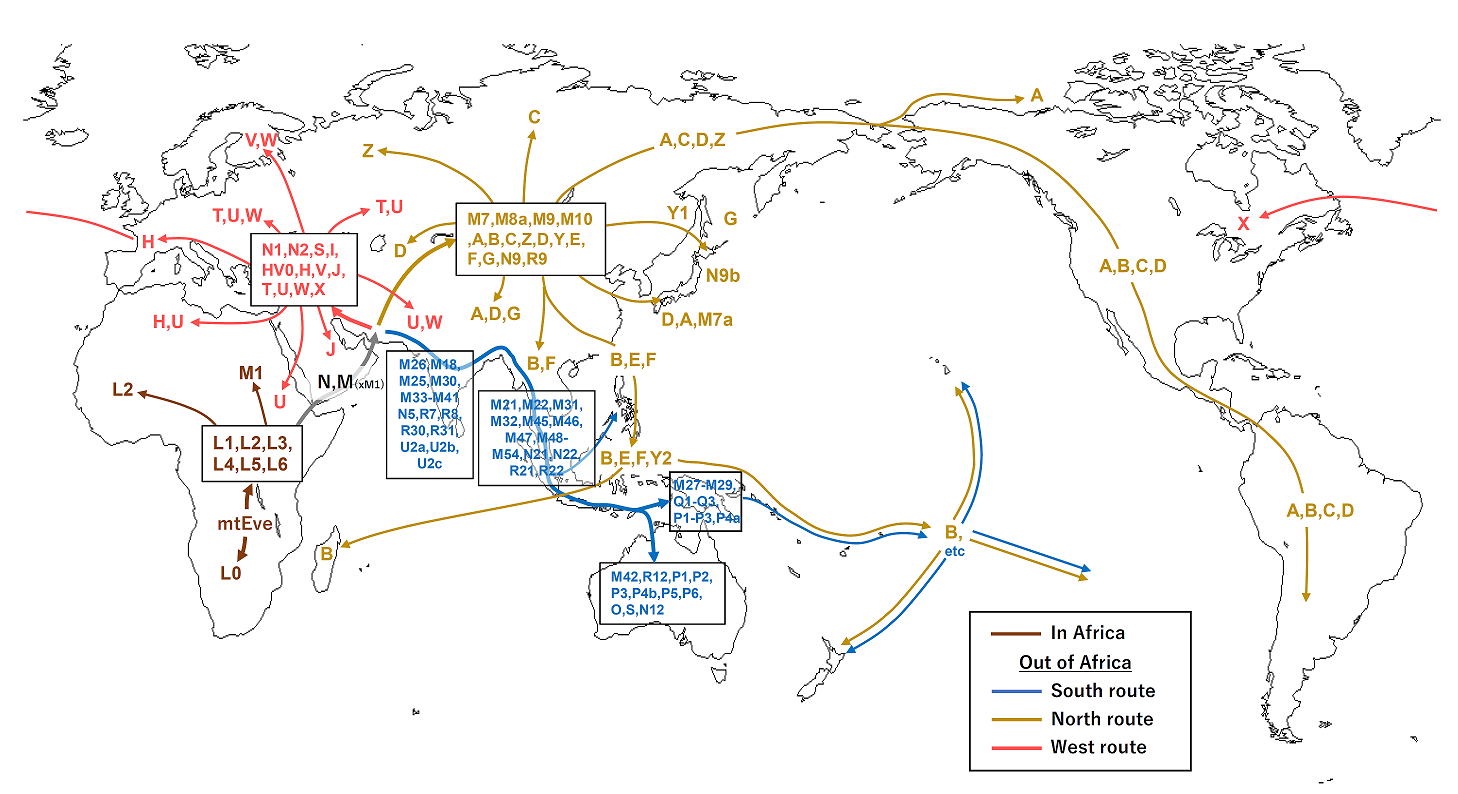 A
C
A,C,D,Z
V,W
Z
T,U
T,U,W
Y1
G
X
H
D
M7,M8a,M9,M10
,A,B,C,Z,D,Y,E,
F,G,N9,R9
N1,N2,S,I,
HV0,H,V,J,
T,U,W,X
A,B,C,D
N9b
H,U
U,W
A,D,G
D,A,M7a
J
B,F
B,E,F
M1
N,M(xM1)
L2
U
M26,M18,
M25,M30,
M33-M41
N5,R7,R8,
R30,R31,
U2a,U2b,
U2c
M21,M22,M31,
M32,M45,M46,
M47,M48-
M54,N21,N22,
R21,R22
L1,L2,L3,
L4,L5,L6
B,E,F,Y2
M27-M29,
Q1-Q3,
P1-P3,P4a
A,B,C,D
mtEve
L0
B
B,
etc
M42,R12,P1,P2,
P3,P4b,P5,P6,
O,S,N12
In Africa
Out of Africa
South route
North route
West route